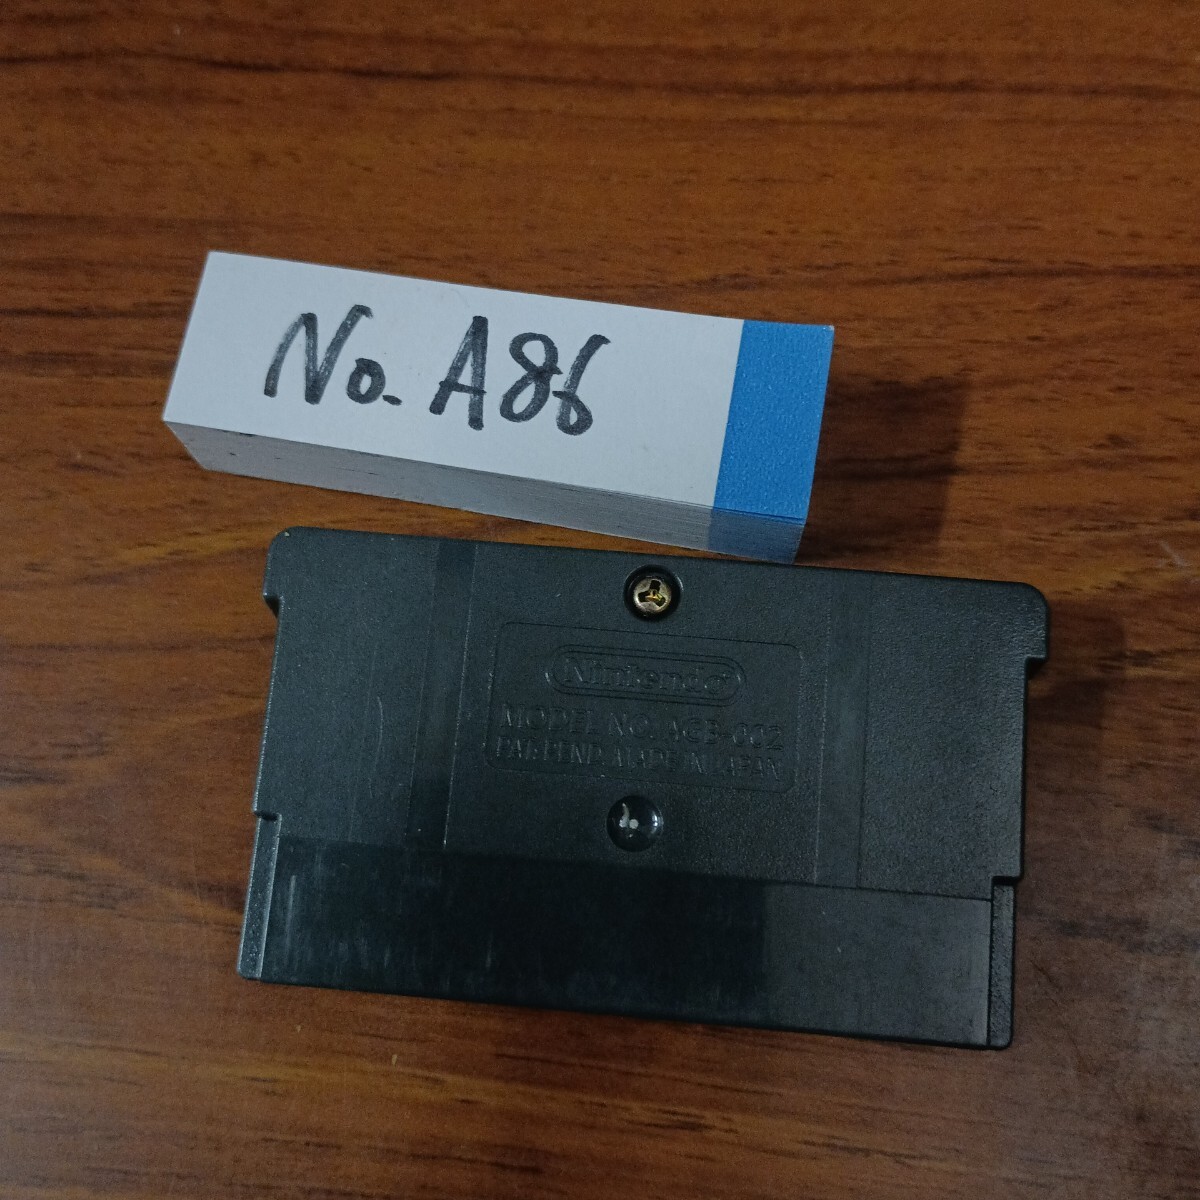 No. A86
Nintendo®
MODEL NO. AGB-002
PAT. PEND. MADE IN JAPAN